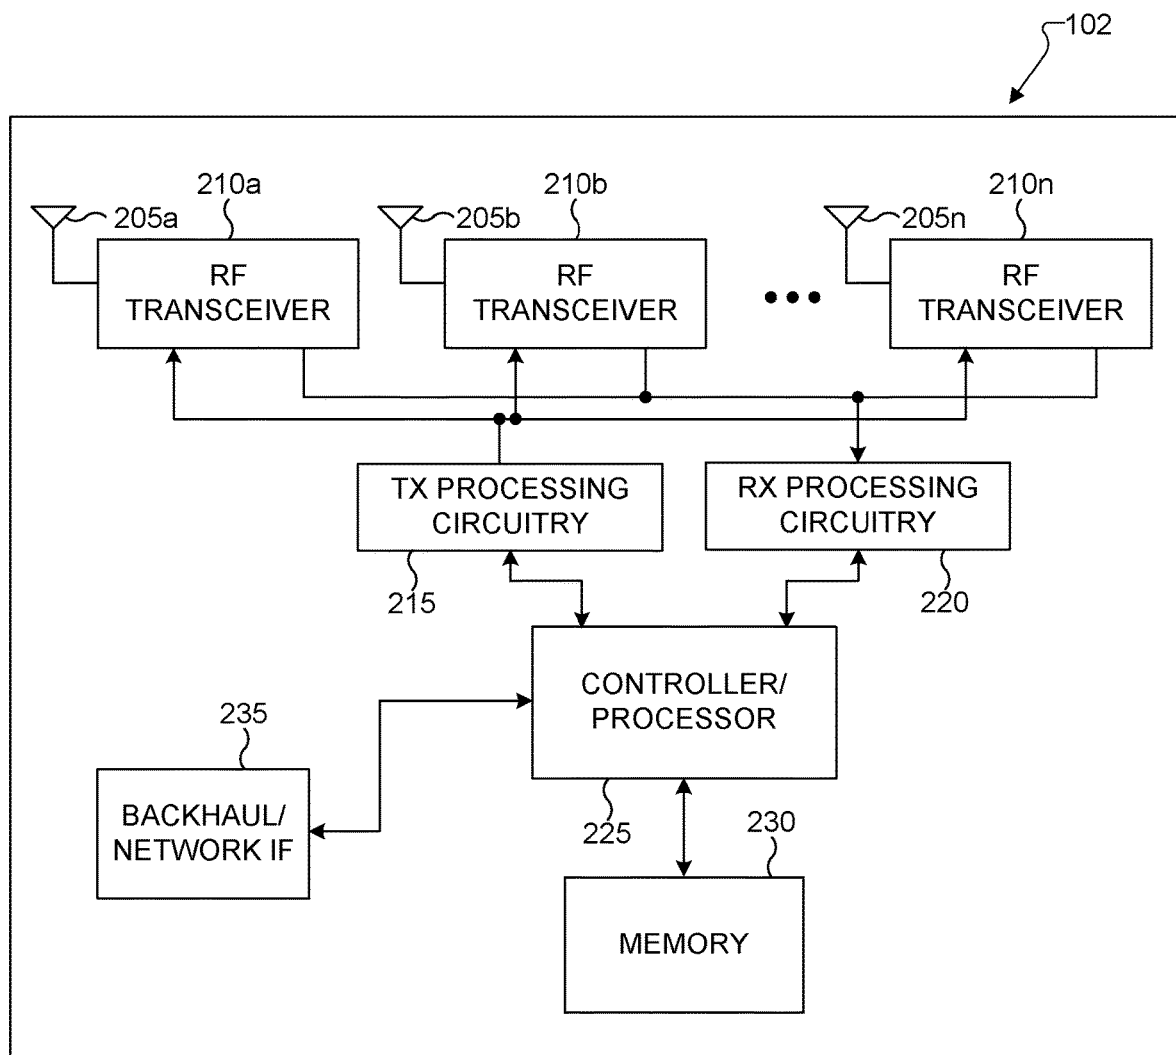 102
210a
210b
210n
205a
205b
205n
RF
TRANSCEIVER
RF
TRANSCEIVER
RF
TRANSCEIVER
TX PROCESSING
CIRCUITRY
RX PROCESSING
CIRCUITRY
215
220
CONTROLLER/
PROCESSOR
235
BACKHAUL/
NETWORK IF
225
230
MEMORY